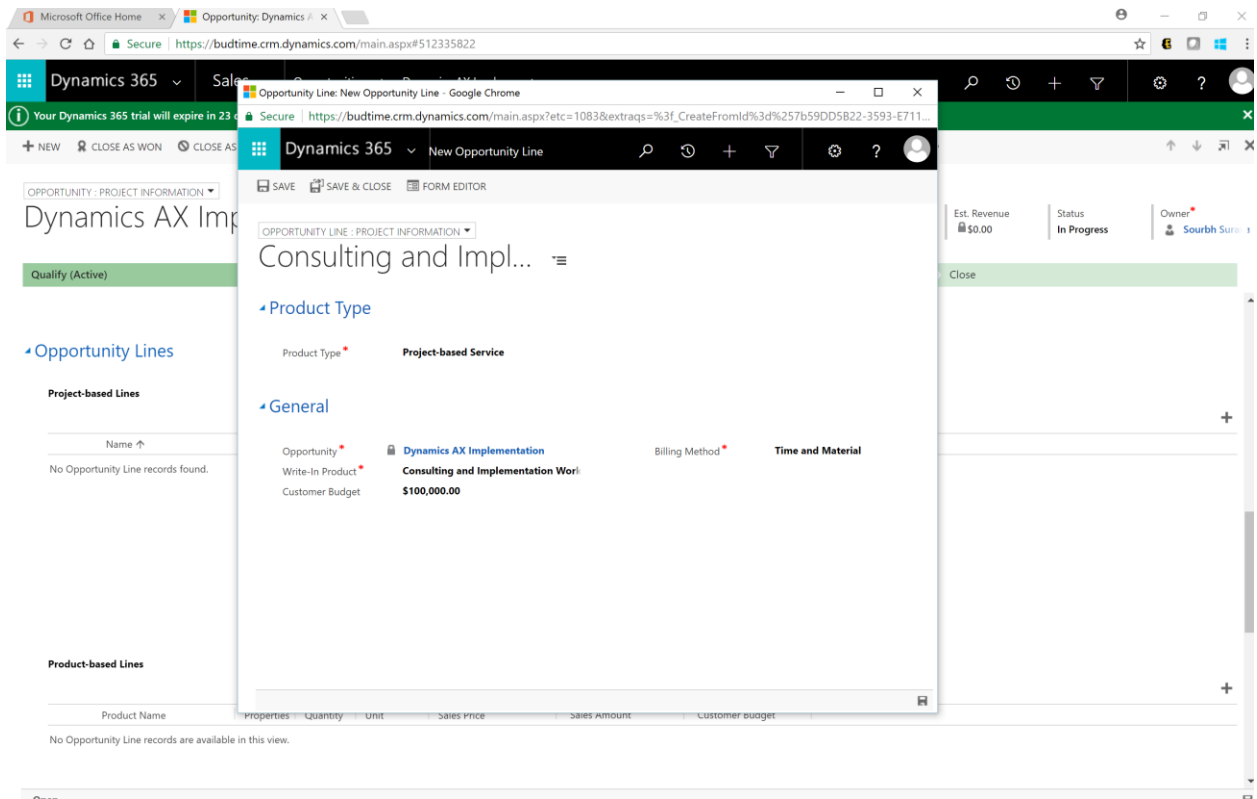 Microsoft Office Home
Opportunity: Dynamics A
Secure https://budtime.crm.dynamics.com/main.aspx#512335822
Dynamics 365
Your Dynamics 365 trial will expire in 23
NEW CLOSE AS WON CLOSE AS
OPPORTUNITY : PROJECT INFORMATION
Dynamics AX Imp
Est. Revenue
$0.00
Status
In Progress
Owner*
Sourbh
Qualify (Active)
Close
Opportunity Lines
Project-based Lines
Name
No Opportunity Line records found.
Product-based Lines
Product Name Properties Quantity Unit Sales Price Sales Amount Customer Budget
No Opportunity Line records are available in this view.
Opportunity Line: New Opportunity Line - Google Chrome
Secure https://budtime.crm.dynamics.com/main.aspx?etc=1083&extraqs=%3f_CreateFromId%3d%257b59DD5B22-3593-E711...
Dynamics 365 New Opportunity Line
?
SAVE SAVE & CLOSE FORM EDITOR
OPPORTUNITY LINE : PROJECT INFORMATION
Consulting and Impl...
Product Type
Product Type* Project-based Service
General
Opportunity* Dynamics AX Implementation Billing Method* Time and Material
Write-In Product* Consulting and Implementation Work
Customer Budget $100,000.00